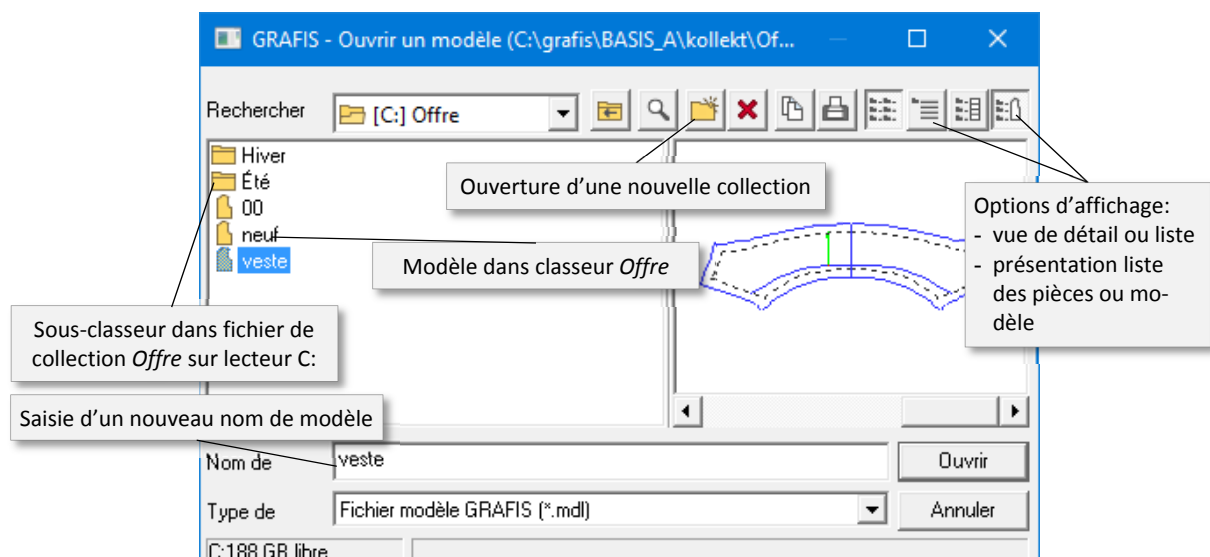 GRAFIS - Ouvrir un modèle (C:\grafis\BASIS_A\kollekt\Of...
Rechercher
[C:] Offre
Hiver
Été
00
neuf
veste
Ouverture d’une nouvelle collection
Modèle dans classeur Offre
Options d’affichage:
- vue de détail ou liste
- présentation liste
des pièces ou mo-
dèle
Sous-classeur dans fichier de
collection Offre sur lecteur C:
Saisie d’un nouveau nom de modèle
Nom de
veste
Ouvrir
Type de
Fichier modèle GRAFIS (*.mdl)
Annuler
C:188 GB libre